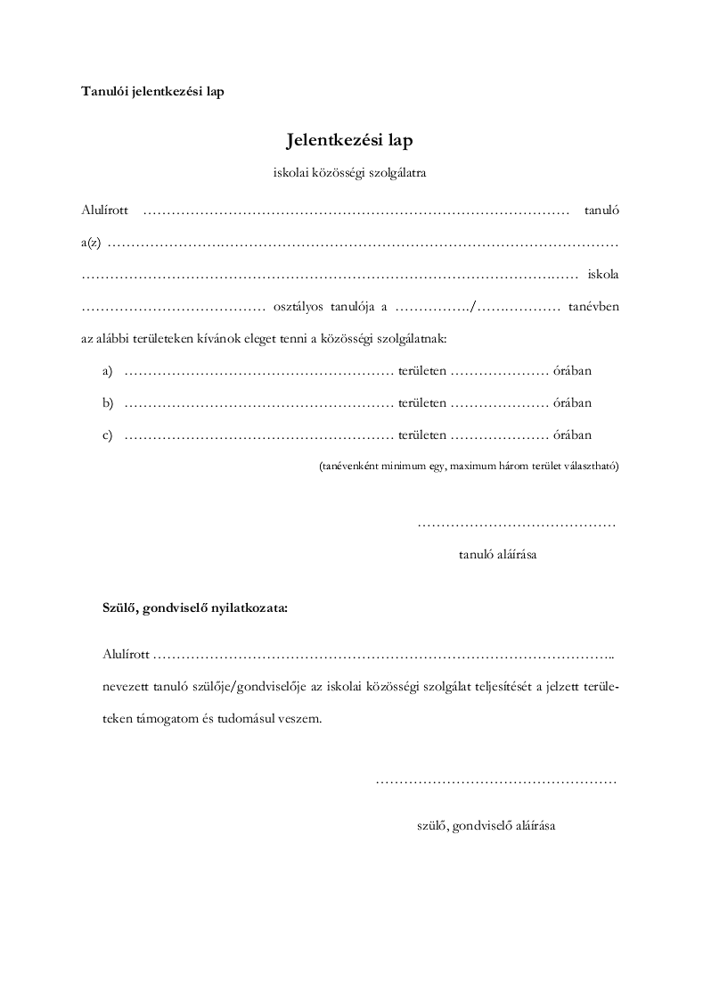 Tanulói jelentkezési lap
Jelentkezési lap
iskolai közösségi szolgálatra
Alulírott ……………………………………………………………………………… tanuló
a(z) ………………………………………………………………………………………………
…………………………………………………………………………………………… iskola
………………………………… osztályos tanulója a ……………./……………… tanévben
az alábbi területeken kívánok eleget tenni a közösségi szolgálatnak:
a) ………………………………………………… területen ………………… órában
b) ………………………………………………… területen ………………… órában
c) ………………………………………………… területen ………………… órában
(tanévenként minimum egy, maximum három terület választható)
……………………………………
tanuló aláírása
Szülő, gondviselő nyilatkozata:
Alulírott ……………………………………………………………………………………..
nevezett tanuló szülője/gondviselője az iskolai közösségi szolgálat teljesítését a jelzett terüle-
teken támogatom és tudomásul veszem.
……………………………………………
szülő, gondviselő aláírása